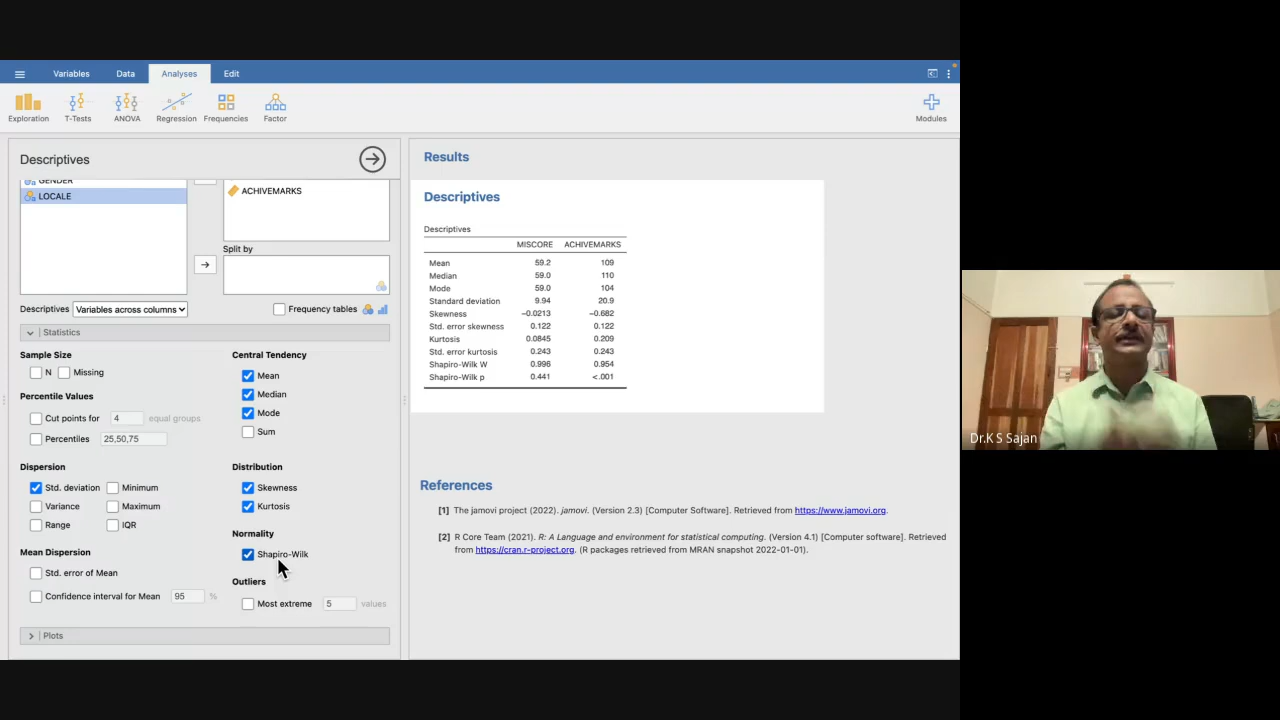 Variables Data Analyses Edit
Exploration T-Tests ANOVA Regression Frequencies Factor Modules
Descriptives
GENDER
LOCALE
ACHIVEMARKS
Split by
Descriptives Variables across columns Frequency tables
Statistics
Sample Size
N Missing
Percentile Values
Cut points for 4 equal groups
Percentiles 25,50,75
Dispersion
Std. deviation Minimum
Variance Maximum
Range IQR
Mean Dispersion
Std. error of Mean
Confidence interval for Mean 95 %
Central Tendency
Mean
Median
Mode
Sum
Distribution
Skewness
Kurtosis
Normality
Shapiro-Wilk
Outliers
Most extreme 5 values
Plots
Results
Descriptives
Descriptives
MISCORE ACHIVEMARKS
Mean 59.2 109
Median 59.0 110
Mode 59.0 104
Standard deviation 9.94 20.9
Skewness −0.0213 −0.682
Std. error skewness 0.122 0.122
Kurtosis 0.0845 0.209
Std. error kurtosis 0.243 0.243
Shapiro-Wilk W 0.996 0.954
Shapiro-Wilk p 0.441 <.001
References
[1] The jamovi project (2022). jamovi. (Version 2.3) [Computer Software]. Retrieved from https://www.jamovi.org.
[2] R Core Team (2021). R: A Language and environment for statistical computing. (Version 4.1) [Computer software]. Retrieved
from https://cran.r-project.org. (R packages retrieved from MRAN snapshot 2022-01-01).
Dr.K S Sajan